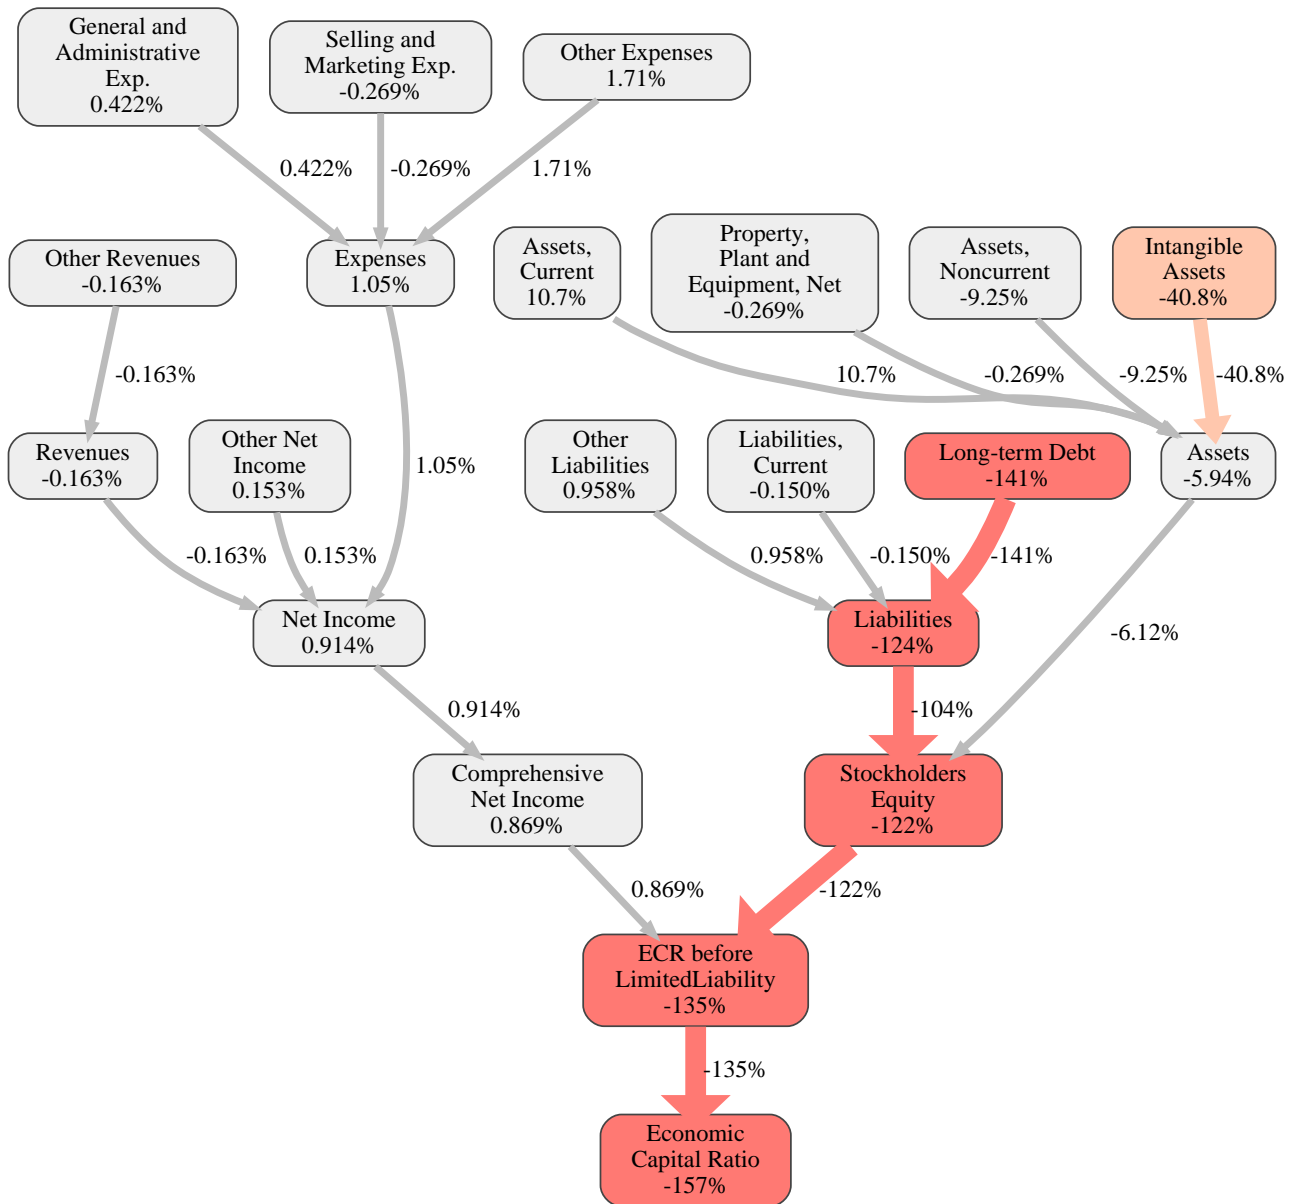 General and
Administrative
Exp.
0.422%
Selling and
Marketing Exp.
-0.269%
Other Expenses
1.71%
0.422%
-0.269%
1.71%
Other Revenues
-0.163%
Expenses
1.05%
Assets,
Current
10.7%
Property,
Plant and
Equipment, Net
-0.269%
Assets,
Noncurrent
-9.25%
Intangible
Assets
-40.8%
-0.163%
10.7%
-0.269%
-9.25%
-40.8%
Revenues
-0.163%
Other Net
Income
0.153%
1.05%
Other
Liabilities
0.958%
Liabilities,
Current
-0.150%
Long-term Debt
-141%
Assets
-5.94%
-0.163%
0.153%
0.958%
-0.150%
-141%
Net Income
0.914%
Liabilities
-124%
-6.12%
0.914%
-104%
Comprehensive
Net Income
0.869%
Stockholders
Equity
-122%
0.869%
-122%
ECR before
LimitedLiability
-135%
-135%
Economic
Capital Ratio
-157%